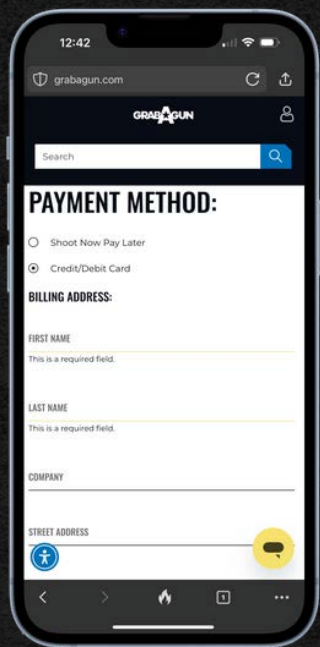 12:42
grabagun.com
GRABAGUN
Search
PAYMENT METHOD:
Shoot Now Pay Later
Credit/Debit Card
BILLING ADDRESS:
FIRST NAME
This is a required field.
LAST NAME
This is a required field.
COMPANY
STREET ADDRESS
1